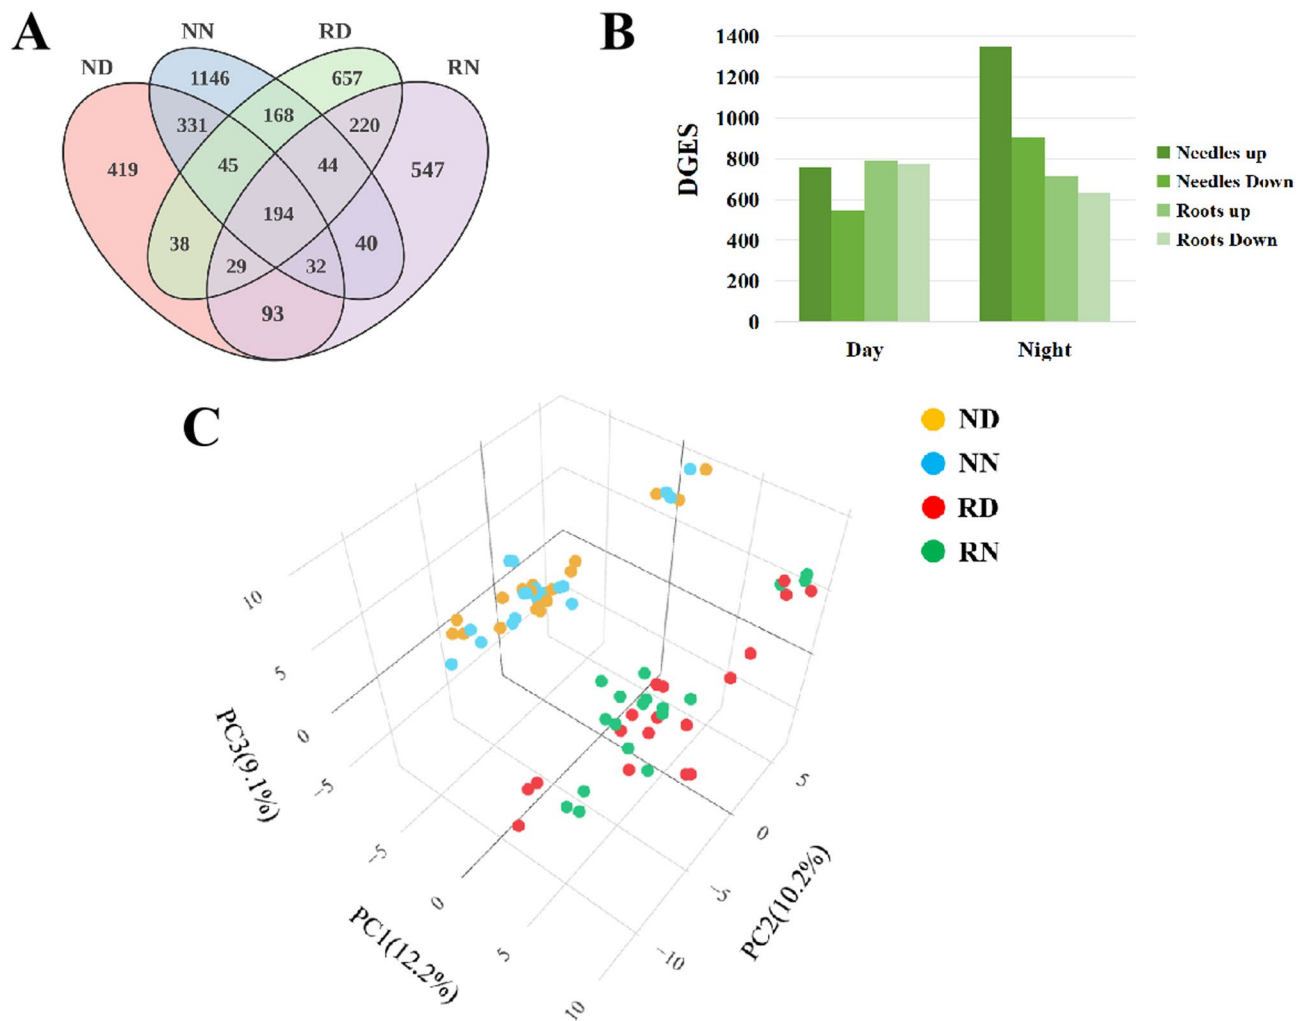 A
ND
NN
RD
RN
1146
657
331
168
220
419
45
44
547
194
38
40
29
32
93
B
DGES
1400
1200
1000
800
600
400
200
0
Day
Night
Needles up
Needles Down
Roots up
Roots Down
C
ND
NN
RD
RN
10
5
0
-5
PC3(9.1%)
-5
0
5
10
PC1(12.2%)
5
0
-5
-10
PC2(10.2%)